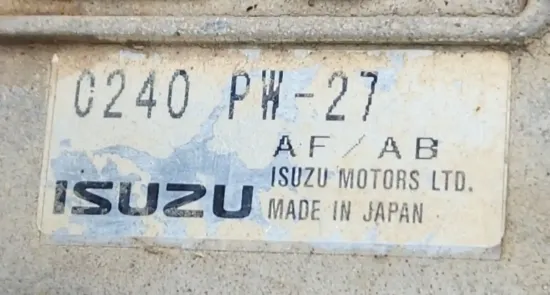 C240 PW-27
AF/AB
ISUZU MOTORS LTD.
ISUZU MADE IN JAPAN